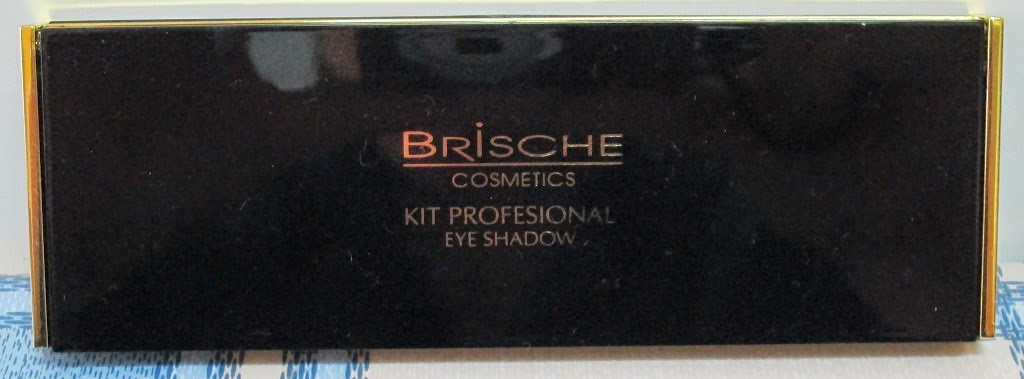 BRiSCHE
COSMETICS
KIT PROFESIONAL
EYE SHADOW